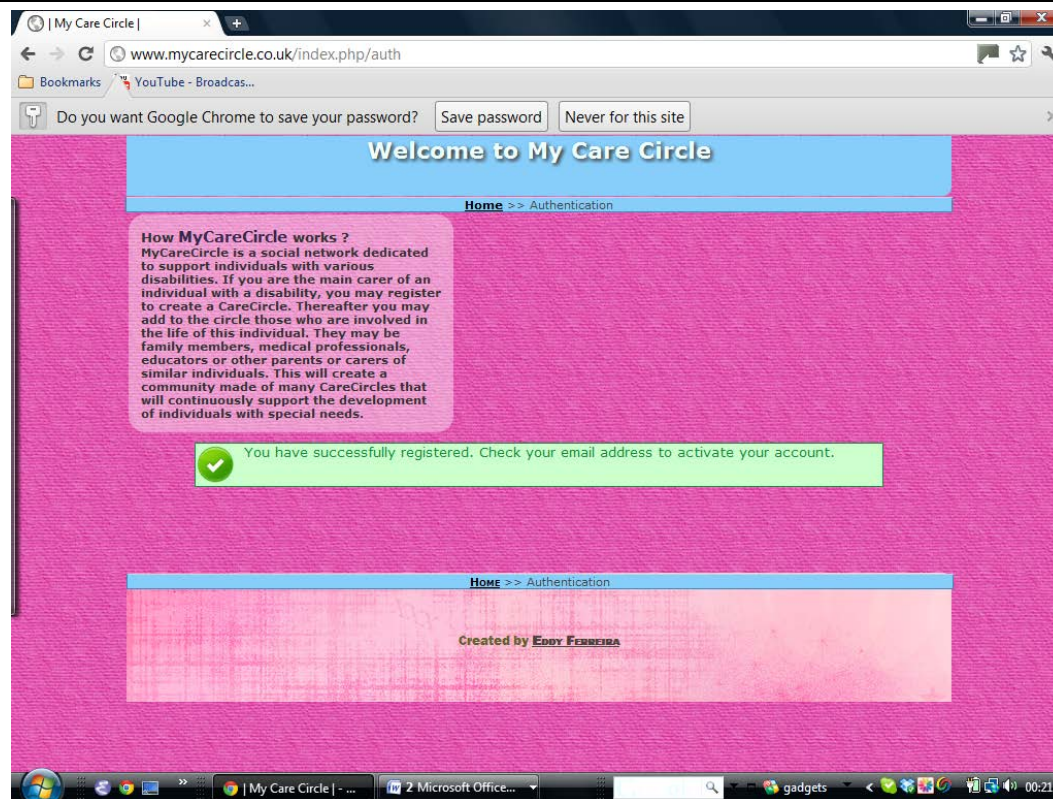 | My Care Circle |
www.mycarecircle.co.uk/index.php/auth
Bookmarks YouTube - Broadcas...
Do you want Google Chrome to save your password? Save password Never for this site
Welcome to My Care Circle
Home >> Authentication
How MyCareCircle works ?
MyCareCircle is a social network dedicated
to support individuals with various
disabilities. If you are the main carer of an
individual with a disability, you may register
to create a CareCircle. Thereafter you may
add to the circle those who are involved in
the life of this individual. They may be
family members, medical professionals,
educators or other parents or carers of
similar individuals. This will create a
community made of many CareCircles that
will continuously support the development
of individuals with special needs.
You have successfully registered. Check your email address to activate your account.
Home >> Authentication
Created by Eddy Ferreira
| My Care Circle | - ... 2 Microsoft Office... gadgets 00:21